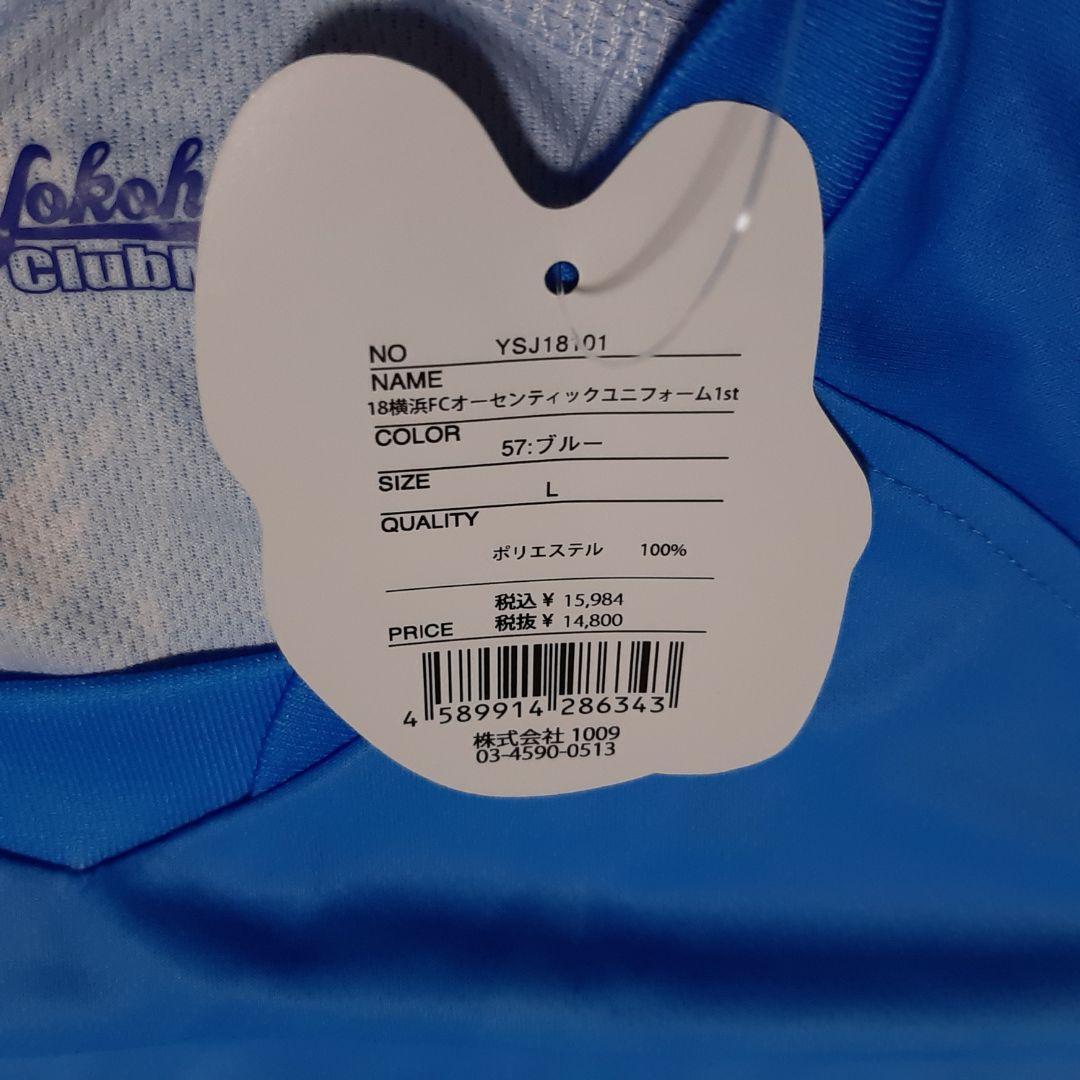 Yokoh
Club
NO YSJ18101
NAME
18横浜FCオーセンティックユニフォーム1st
COLOR 57:ブルー
SIZE L
QUALITY
ポリエステル 100%
税込 ¥ 15,984
PRICE 税抜 ¥ 14,800
4 589914 286343
株式会社 1009
03-4590-0513